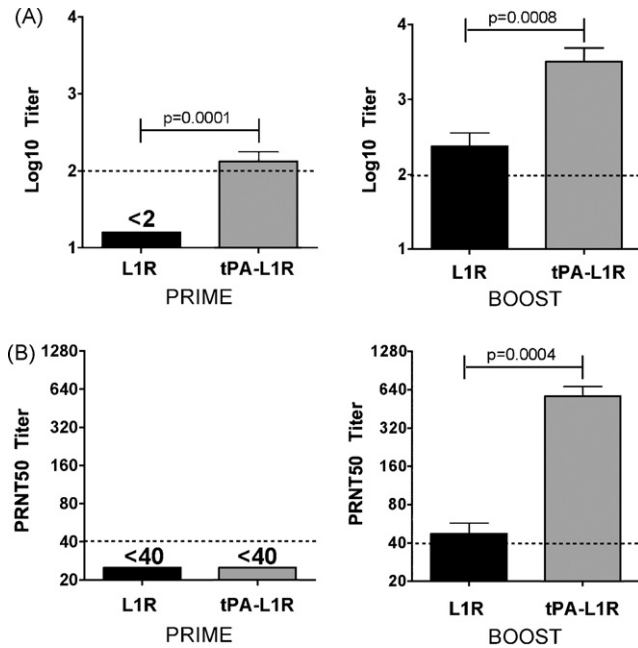 (A)
Log10 Titer
4
3
2
1
p=0.0001
<2
L1R
tPA-L1R
PRIME
Log10 Titer
4
3
2
1
p=0.0008
L1R
tPA-L1R
BOOST
(B)
PRNT50 Titer
1280
640
320
160
80
40
20
<40
<40
L1R
tPA-L1R
PRIME
PRNT50 Titer
1280
640
320
160
80
40
20
p=0.0004
L1R
tPA-L1R
BOOST